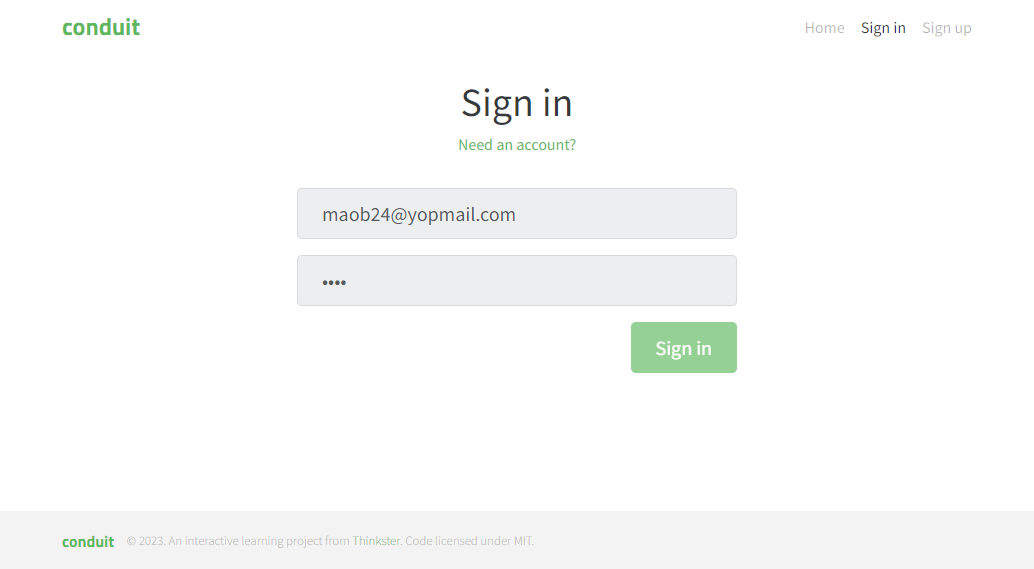 conduit
Home Sign in Sign up
Sign in
Need an account?
maob24@yopmail.com
••••
Sign in
conduit © 2023. An interactive learning project from Thinkster. Code licensed under MIT.